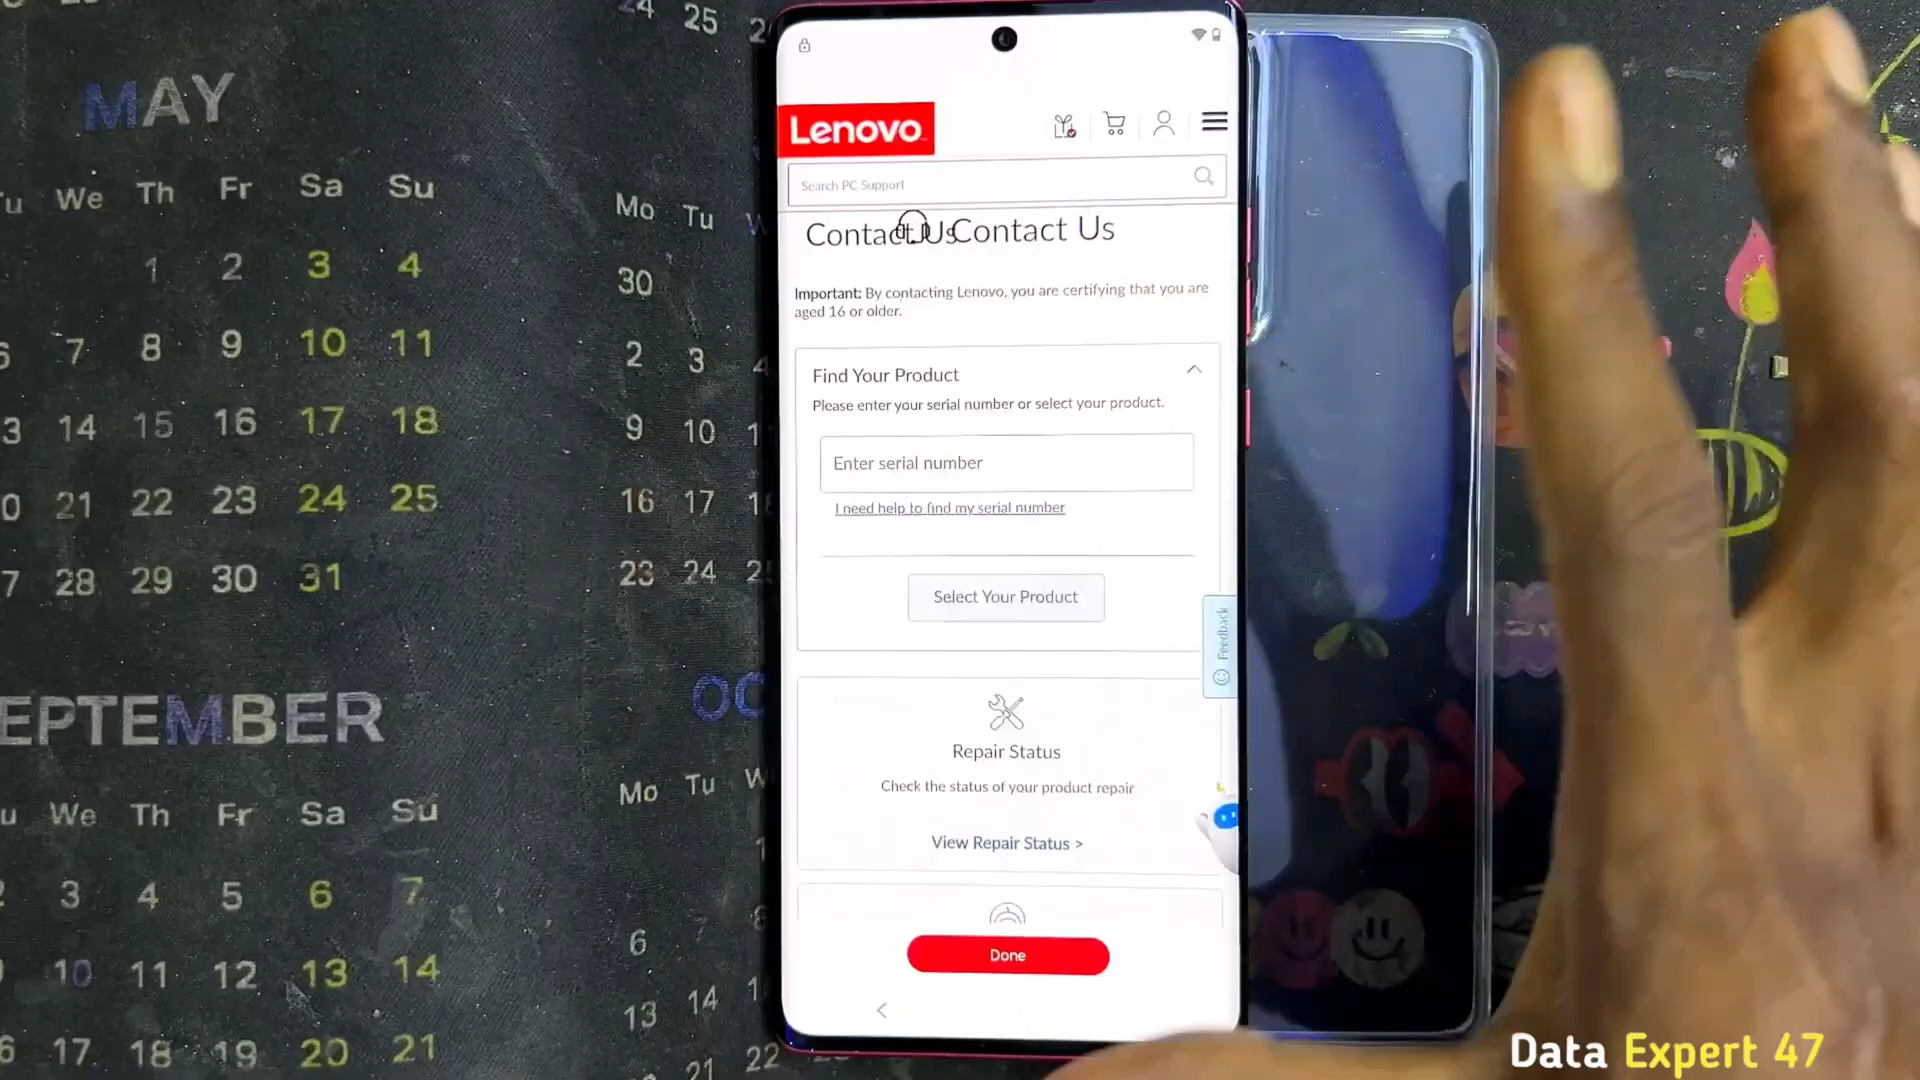 24 25
MAY
We Th Fr Sa Su
1 2 3 4
7 8 9 10 11
14 15 16 17 18
21 22 23 24 25
28 29 30 31
Mo Tu
30
2 3 4
9 10
16 17
23 24
Lenovo
Search PC Support
Contact Us Contact Us
Important: By contacting Lenovo, you are certifying that you are
aged 16 or older.
Find Your Product
Please enter your serial number or select your product.
Enter serial number
I need help to find my serial number
Select Your Product
Feedback
Repair Status
Check the status of your product repair
View Repair Status >
Done
We Th Fr Sa Su
3 4 5 6 7
10 11 12 13 14
17 18 19 20 21
Mo Tu
6 7
13 14
21 22
Data Expert 47